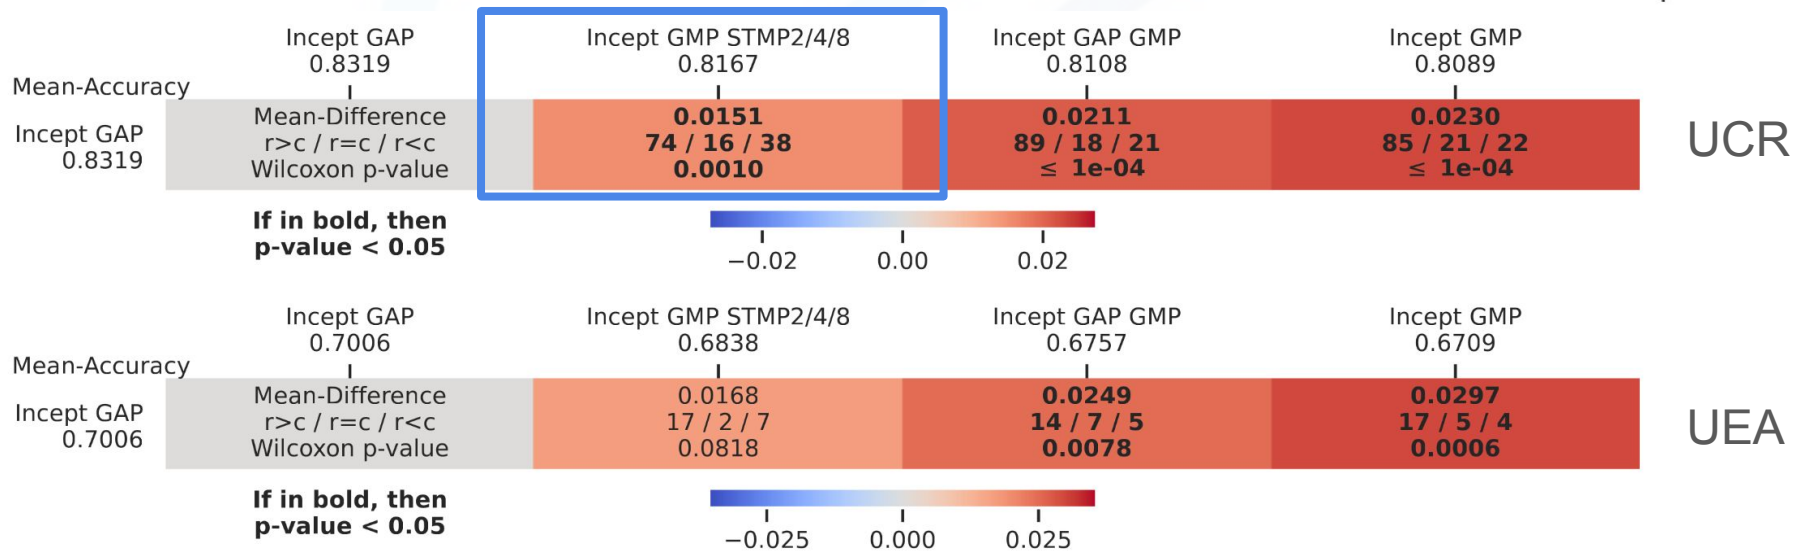 Incept GAP
0.8319
Incept GMP STMP2/4/8
0.8167
Incept GAP GMP
0.8108
Incept GMP
0.8089
Mean-Accuracy
Incept GAP
0.8319
Mean-Difference
r>c / r=c / r<c
Wilcoxon p-value
0.0151
74 / 16 / 38
0.0010
0.0211
89 / 18 / 21
≤ 1e-04
0.0230
85 / 21 / 22
≤ 1e-04
UCR
If in bold, then
p-value < 0.05
−0.02
0.00
0.02
Incept GAP
0.7006
Incept GMP STMP2/4/8
0.6838
Incept GAP GMP
0.6757
Incept GMP
0.6709
Mean-Accuracy
Incept GAP
0.7006
Mean-Difference
r>c / r=c / r<c
Wilcoxon p-value
0.0168
17 / 2 / 7
0.0818
0.0249
14 / 7 / 5
0.0078
0.0297
17 / 5 / 4
0.0006
UEA
If in bold, then
p-value < 0.05
−0.025
0.000
0.025